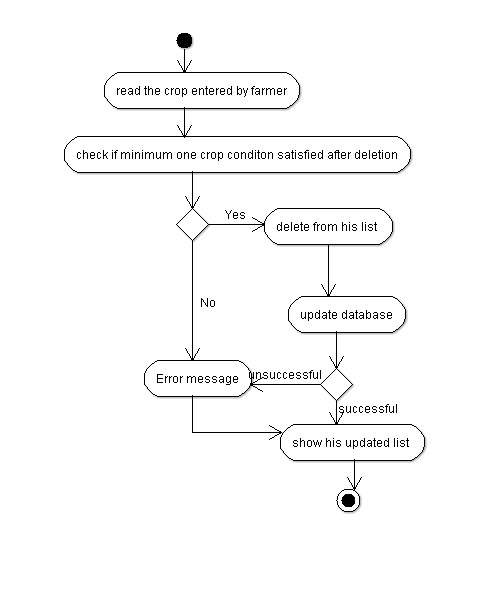 read the crop entered by farmer
check if minimum one crop conditon satisfied after deletion
Yes
delete from his list
No
update database
Error message
unsuccessful
successful
show his updated list